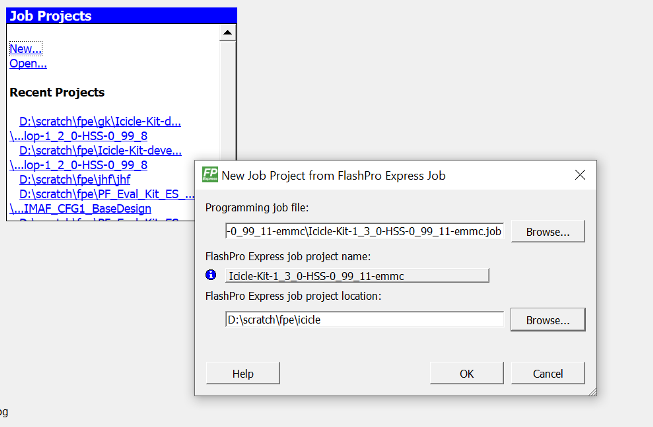 Job Projects
New...
Open...
Recent Projects
D:\scratch\fpe\gk\Icicle-Kit-d...
\...lop-1_2_0-HSS-0_99_8
D:\scratch\fpe\Icicle-Kit-deve...
\...lop-1_2_0-HSS-0_99_8
D:\scratch\fpe\jhf\jhf
D:\scratch\fpe\PF_Eval_Kit_ES_...
\...IMAF_CFG1_BaseDesign
FP New Job Project from FlashPro Express Job
Programming job file:
-0_99_11-emmc\Icicle-Kit-1_3_0-HSS-0_99_11-emmc.job
Browse...
FlashPro Express job project name:
Icicle-Kit-1_3_0-HSS-0_99_11-emmc
FlashPro Express job project location:
D:\scratch\fpe\icicle
Browse...
Help
OK
Cancel